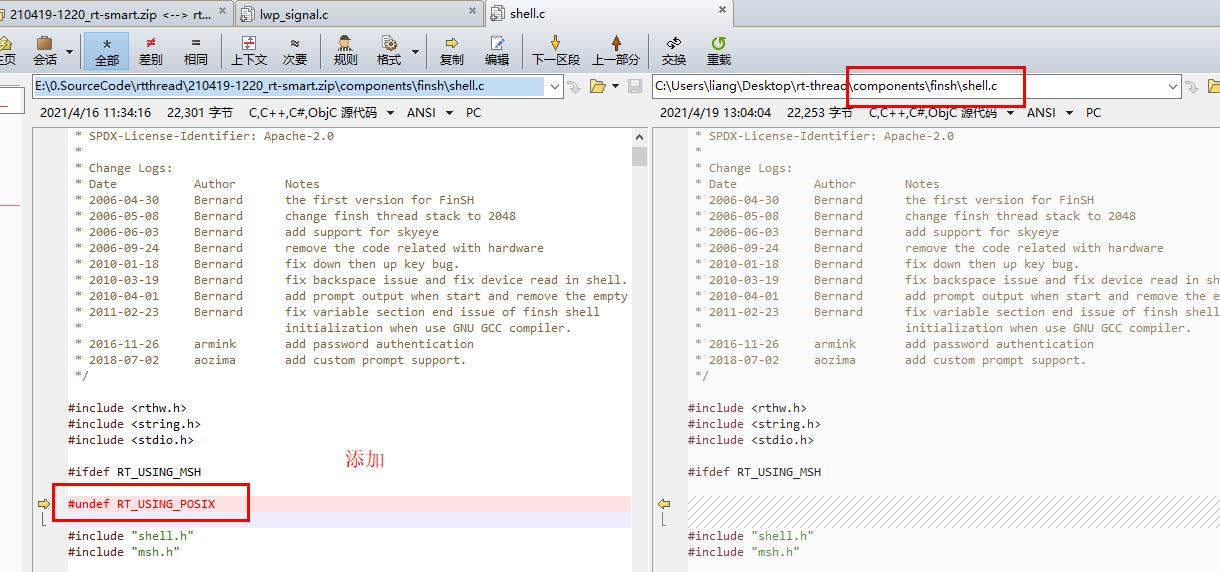 210419-1220_rt-smart.zip <--> rt...
lwp_signal.c
shell.c
主页
会话
全部
差别
相同
上下文
次要
规则
格式
复制
编辑
下一区段
上一部分
交换
重载
E:\0.SourceCode\rtthread\210419-1220_rt-smart.zip\components\finsh\shell.c
C:\Users\liang\Desktop\rt-thread\components\finsh\shell.c
2021/4/16 11:34:16 22,301 字节 C,C++,C#,ObjC 源代码 ANSI PC
2021/4/19 13:04:04 22,253 字节 C,C++,C#,ObjC 源代码 ANSI PC
* SPDX-License-Identifier: Apache-2.0
*
* Change Logs:
* Date Author Notes
* 2006-04-30 Bernard the first version for FinSH
* 2006-05-08 Bernard change finsh thread stack to 2048
* 2006-06-03 Bernard add support for skyeye
* 2006-09-24 Bernard remove the code related with hardware
* 2010-01-18 Bernard fix down then up key bug.
* 2010-03-19 Bernard fix backspace issue and fix device read in shell.
* 2010-04-01 Bernard add prompt output when start and remove the empty
* 2011-02-23 Bernard fix variable section end issue of finsh shell
* initialization when use GNU GCC compiler.
* 2016-11-26 armink add password authentication
* 2018-07-02 aozima add custom prompt support.
*/
#include <rthw.h>
#include <string.h>
#include <stdio.h>
添加
#ifdef RT_USING_MSH
#undef RT_USING_POSIX
#include "shell.h"
#include "msh.h"
* SPDX-License-Identifier: Apache-2.0
*
* Change Logs:
* Date Author Notes
* 2006-04-30 Bernard the first version for FinSH
* 2006-05-08 Bernard change finsh thread stack to 2048
* 2006-06-03 Bernard add support for skyeye
* 2006-09-24 Bernard remove the code related with hardware
* 2010-01-18 Bernard fix down then up key bug.
* 2010-03-19 Bernard fix backspace issue and fix device read in s
* 2010-04-01 Bernard add prompt output when start and remove the e
* 2011-02-23 Bernard fix variable section end issue of finsh shell
* initialization when use GNU GCC compiler.
* 2016-11-26 armink add password authentication
* 2018-07-02 aozima add custom prompt support.
*/
#include <rthw.h>
#include <string.h>
#include <stdio.h>
#ifdef RT_USING_MSH
#include "shell.h"
#include "msh.h"